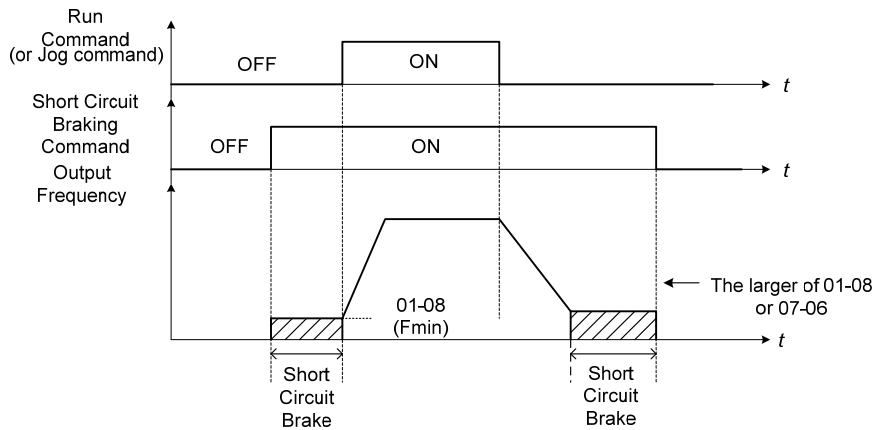 Run
Command
(or Jog command)
OFF
ON
t
Short Circuit
Braking
Command
OFF
ON
t
Output
Frequency
01-08
(Fmin)
The larger of 01-08
or 07-06
t
Short
Circuit
Brake
Short
Circuit
Brake